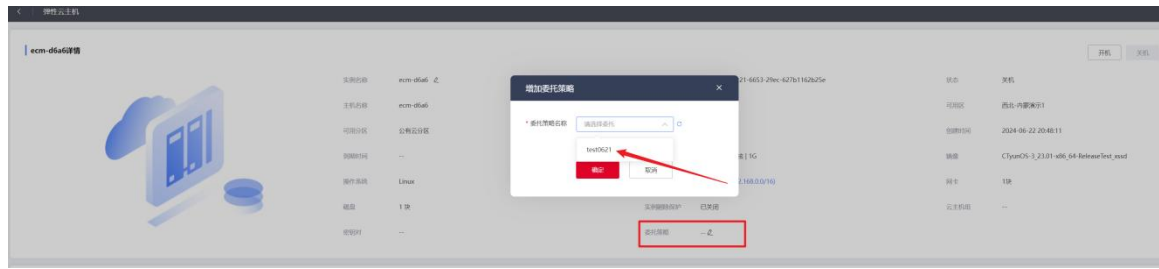 < 弹性云主机
ecm-d6a6详情
开机 关机
实例名称 ecm-d6a6
21-6653-29ec-627b1162b25e
状态 关机
增加委托策略 ×
主机名称 ecm-d6a6
可用区 西北-内蒙演示1
* 委托策略名称 请选择委托
可用分区 公有云分区
创建时间 2024-06-22 20:48:11
test0621
到期时间 --
| 1G
镜像 CTyunOS-3_23.01-x86_64-ReleaseTest_xssd
确定 取消
操作系统 Linux
2.168.0.0/16)
网卡 1块
磁盘 1 块
实例删除保护 已关闭
云主机组 --
密钥对 --
委托策略 --